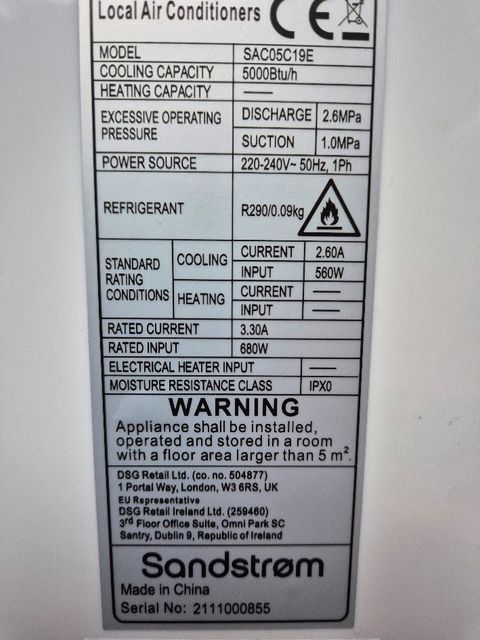 Local Air Conditioners CE
MODEL SAC05C19E
COOLING CAPACITY 5000Btu/h
HEATING CAPACITY —
EXCESSIVE OPERATING PRESSURE DISCHARGE 2.6MPa
SUCTION 1.0MPa
POWER SOURCE 220-240V~ 50Hz, 1Ph
REFRIGERANT R290/0.09kg
STANDARD RATING CONDITIONS COOLING CURRENT 2.60A
INPUT 560W
HEATING CURRENT —
INPUT —
RATED CURRENT 3.30A
RATED INPUT 680W
ELECTRICAL HEATER INPUT —
MOISTURE RESISTANCE CLASS IPX0
WARNING
Appliance shall be installed,
operated and stored in a room
with a floor area larger than 5 m².
DSG Retail Ltd. (co. no. 504877)
1 Portal Way, London, W3 6RS, UK
EU Representative
DSG Retail Ireland Ltd. (259460)
3rd Floor Office Suite, Omni Park SC
Santry, Dublin 9, Republic of Ireland
Sandstrøm
Made in China
Serial No: 2111000855